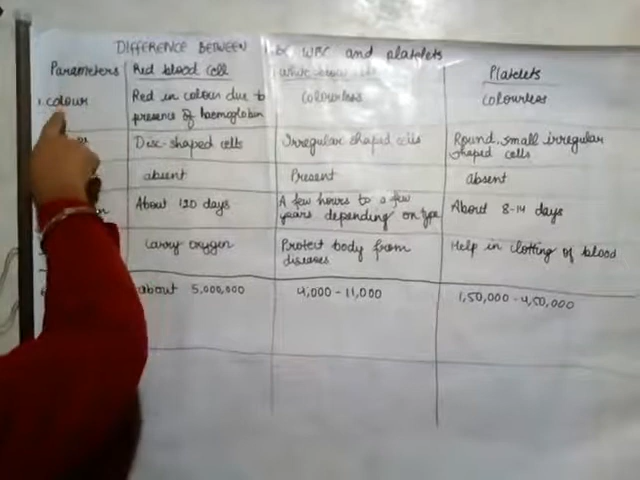 DIFFERENCE BETWEEN RBC WBC and platelets
Parameters Red blood cell White Platelets
1. colour Red in colour due to presence of haemoglobin colourless colourless
Disc-shaped cells Irregular shaped cells Round, small irregular shaped cells
absent Present absent
About 120 days A few hours to a few years depending on type About 8-14 days
carry oxygen Protect body from diseases Help in clotting of blood
about 5,000,000 4,000 - 11,000 1,50,000 - 4,50,000